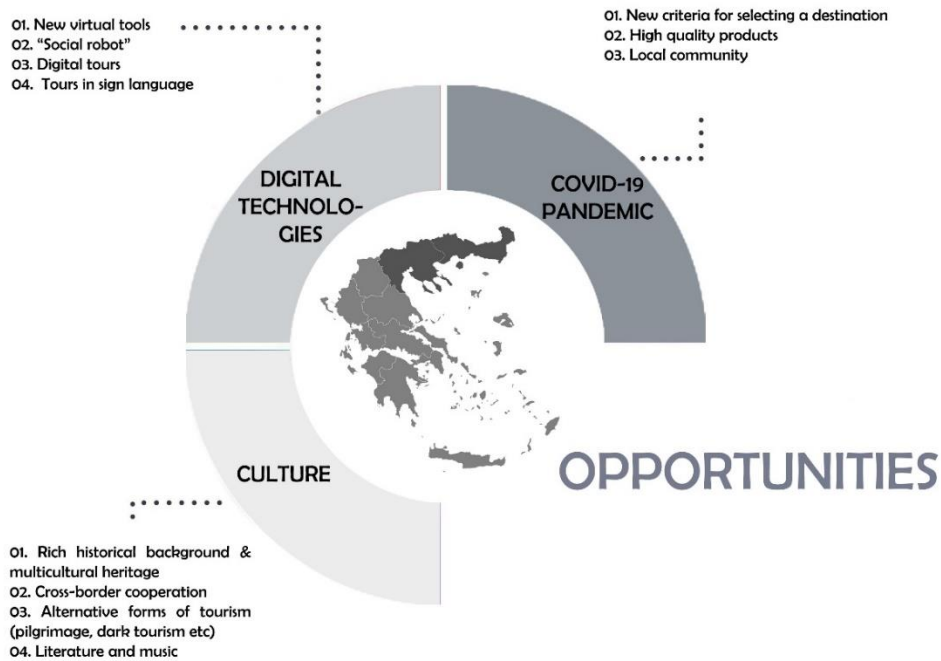 01. New virtual tools
02. “Social robot”
03. Digital tours
04. Tours in sign language
01. New criteria for selecting a destination
02. High quality products
03. Local community
DIGITAL
TECHNOLO-
GIES
COVID-19
PANDEMIC
CULTURE
OPPORTUNITIES
01. Rich historical background &
multicultural heritage
02. Cross-border cooperation
03. Alternative forms of tourism
(pilgrimage, dark tourism etc)
04. Literature and music